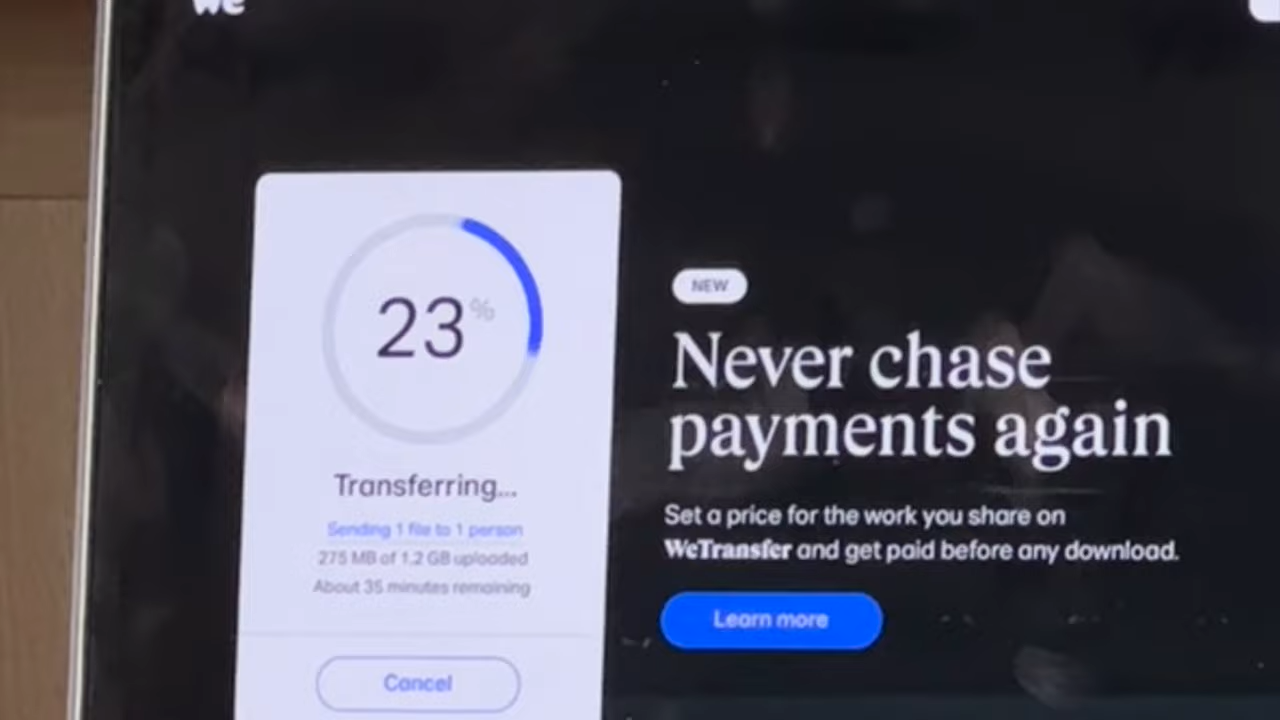 We
23%
Transferring...
Sending 1 file to 1 person
275 MB of 1.2 GB uploaded
About 35 minutes remaining
Cancel
NEW
Never chase
payments again
Set a price for the work you share on
WeTransfer and get paid before any download.
Learn more